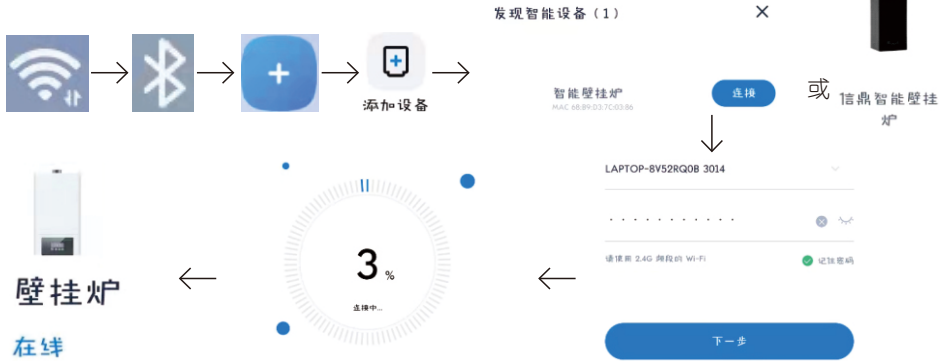 发现智能设备（1）
添加设备
智能壁挂炉
MAC 68:B9:D3:7C:03:86
连接
或
信鼎智能壁挂
炉
LAPTOP-8V52RQ0B 3014
请使用 2.4G 频段的 Wi-Fi
记住密码
下一步
3%
连接中...
壁挂炉
在线